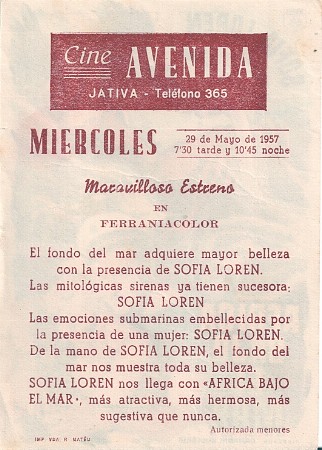 Cine AVENIDA
JATIVA - Teléfono 365
MIERCOLES
29 de Mayo de 1957
7'30 tarde y 10'45 noche
Maravilloso Estreno
EN
FERRANIACOLOR
El fondo del mar adquiere mayor belleza
con la presencia de SOFIA LOREN.
Las mitológicas sirenas ya tienen sucesora:
SOFIA LOREN
Las emociones submarinas embellecidas por
la presencia de una mujer: SOFIA LOREN.
De la mano de SOFIA LOREN, el fondo del
mar nos muestra toda su belleza.
SOFIA LOREN nos llega con «AFRICA BAJO
EL MAR», más atractiva, más hermosa, más
sugestiva que nunca.
Autorizada menores
IMP. VDA. R. MATEU